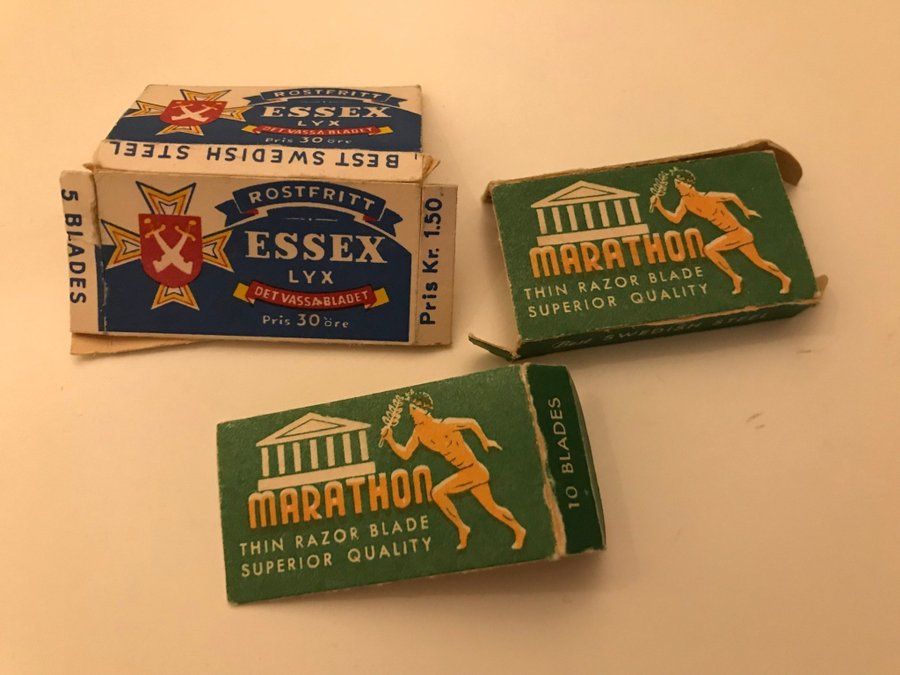 ROSTFRITT
ESSEX
LYX
DET VASSA BLADET
Pris 30 öre
BEST SWEDISH STEEL
5 BLADES
ROSTFRITT
ESSEX
LYX
DET VASSA BLADET
Pris 30 öre
Pris Kr. 1.50
MARATHON
THIN RAZOR BLADE
SUPERIOR QUALITY
Best SWEDISH STEEL
MARATHON
THIN RAZOR BLADE
SUPERIOR QUALITY
10 BLADES